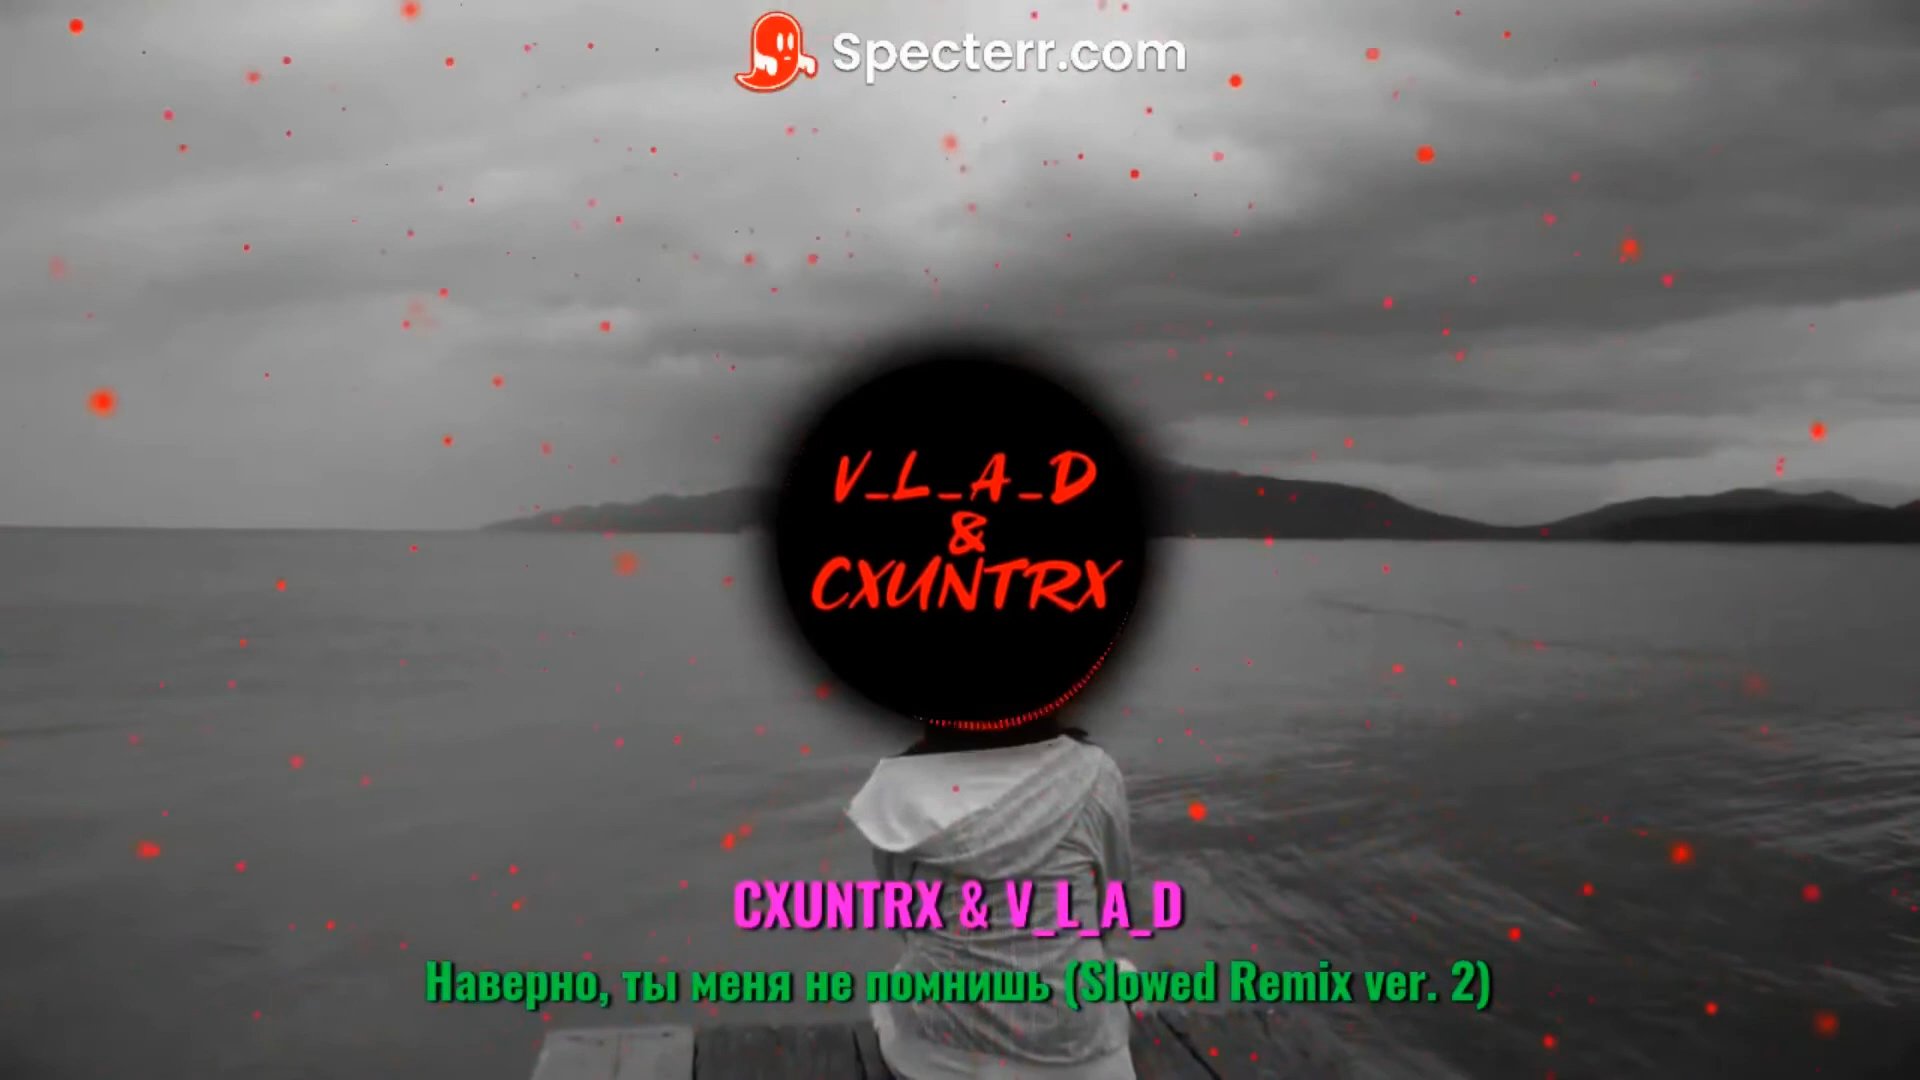 Specterr.com
V_L_A_D
&
CXUNTRX
CXUNTRX & V_L_A_D
Наверно, ты меня не помнишь (Slowed Remix ver. 2)